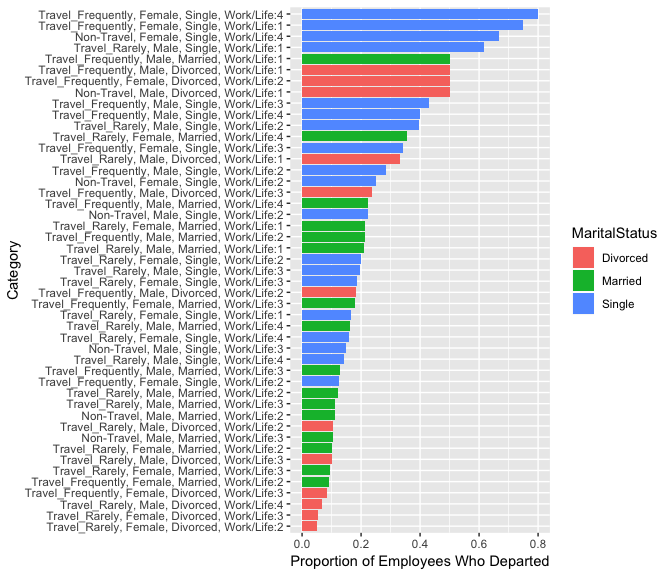 Travel_Frequently, Female, Single, Work/Life:4
Travel_Frequently, Female, Single, Work/Life:1
Non-Travel, Female, Single, Work/Life:4
Travel_Rarely, Male, Single, Work/Life:1
Travel_Frequently, Male, Married, Work/Life:1
Travel_Frequently, Male, Divorced, Work/Life:1
Travel_Frequently, Female, Divorced, Work/Life:2
Non-Travel, Male, Divorced, Work/Life:1
Travel_Frequently, Male, Single, Work/Life:3
Travel_Frequently, Male, Single, Work/Life:4
Travel_Rarely, Male, Single, Work/Life:2
Travel_Rarely, Female, Married, Work/Life:4
Travel_Frequently, Female, Single, Work/Life:3
Travel_Rarely, Male, Divorced, Work/Life:1
Travel_Frequently, Male, Single, Work/Life:2
Non-Travel, Female, Single, Work/Life:2
Travel_Frequently, Male, Divorced, Work/Life:3
Travel_Frequently, Male, Married, Work/Life:4
Non-Travel, Male, Single, Work/Life:2
Travel_Rarely, Female, Married, Work/Life:1
Travel_Frequently, Male, Married, Work/Life:2
Travel_Rarely, Male, Married, Work/Life:1
Travel_Rarely, Female, Single, Work/Life:2
Travel_Rarely, Male, Single, Work/Life:3
Travel_Rarely, Female, Single, Work/Life:3
Travel_Frequently, Male, Divorced, Work/Life:2
Travel_Frequently, Female, Married, Work/Life:3
Travel_Rarely, Female, Single, Work/Life:1
Travel_Rarely, Male, Married, Work/Life:4
Travel_Rarely, Female, Single, Work/Life:4
Non-Travel, Male, Single, Work/Life:3
Travel_Rarely, Male, Single, Work/Life:4
Travel_Frequently, Male, Married, Work/Life:3
Travel_Frequently, Female, Single, Work/Life:2
Travel_Rarely, Male, Married, Work/Life:2
Travel_Rarely, Male, Married, Work/Life:3
Non-Travel, Male, Married, Work/Life:2
Travel_Rarely, Male, Divorced, Work/Life:2
Non-Travel, Male, Married, Work/Life:3
Travel_Rarely, Female, Married, Work/Life:2
Travel_Rarely, Male, Divorced, Work/Life:3
Travel_Rarely, Female, Married, Work/Life:3
Travel_Frequently, Female, Married, Work/Life:2
Travel_Frequently, Female, Divorced, Work/Life:3
Travel_Rarely, Male, Divorced, Work/Life:4
Travel_Rarely, Female, Divorced, Work/Life:3
Travel_Rarely, Female, Divorced, Work/Life:2
Category
0.0 0.2 0.4 0.6 0.8
Proportion of Employees Who Departed
MaritalStatus
Divorced
Married
Single